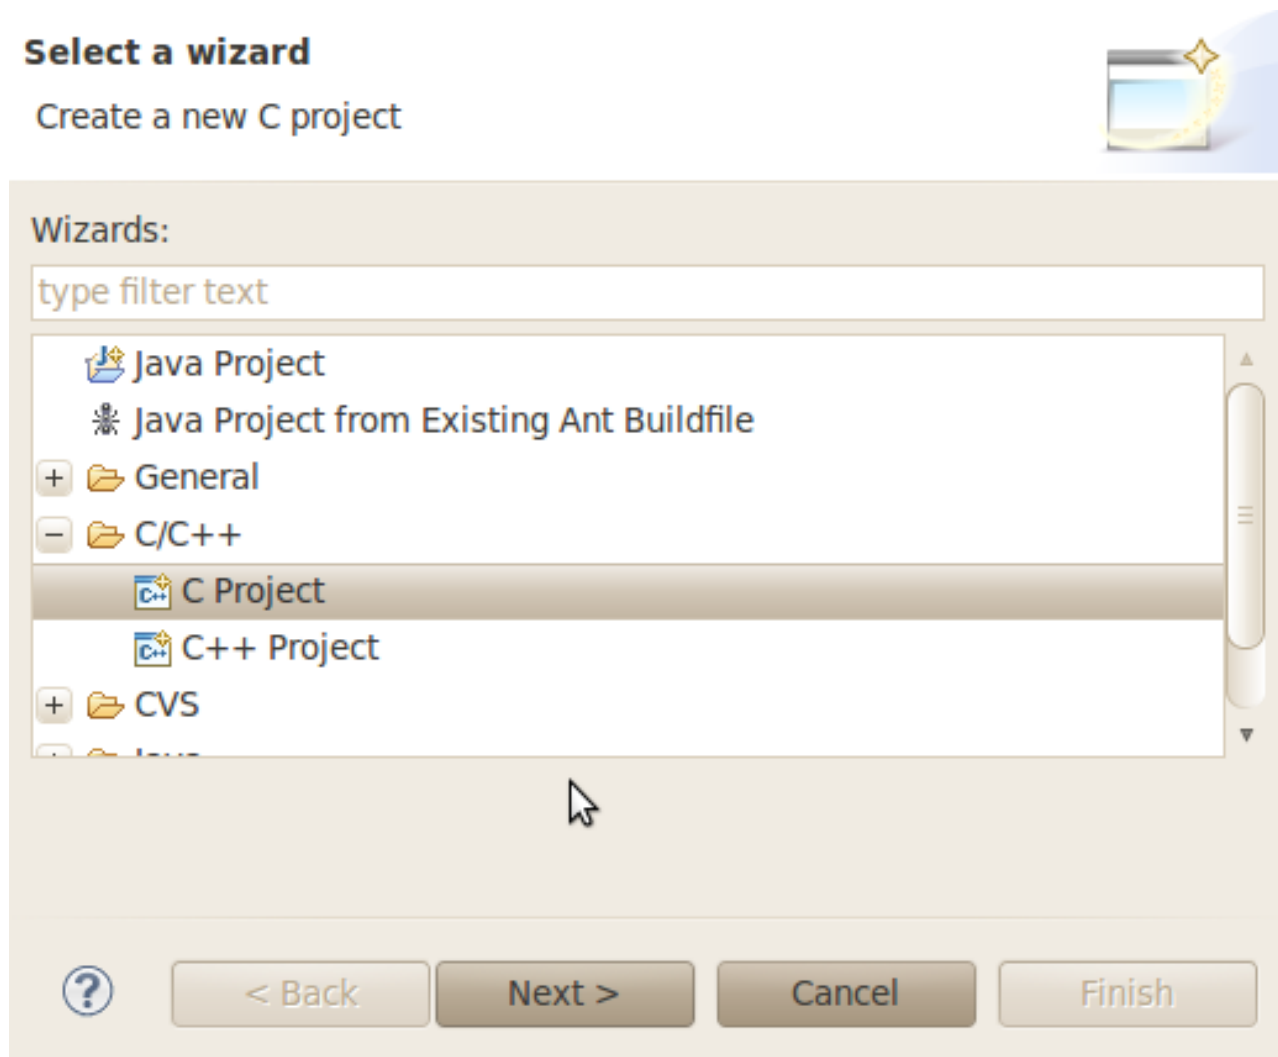 Select a wizard
Create a new C project
Wizards:
type filter text
Java Project
Java Project from Existing Ant Buildfile
General
C/C++
C Project
C++ Project
CVS
Java
< Back
Next >
Cancel
Finish